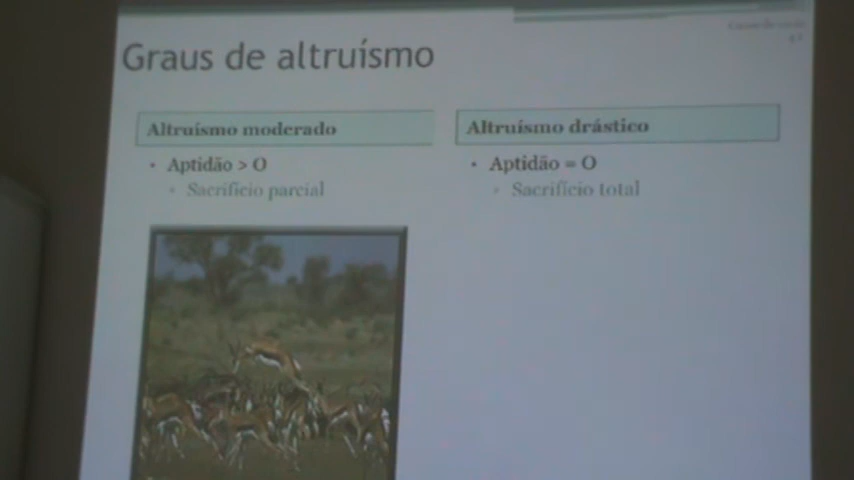 Graus de altruísmo
Altruísmo moderado
• Aptidão > O
• Sacrifício parcial
Altruísmo drástico
• Aptidão = O
• Sacrifício total